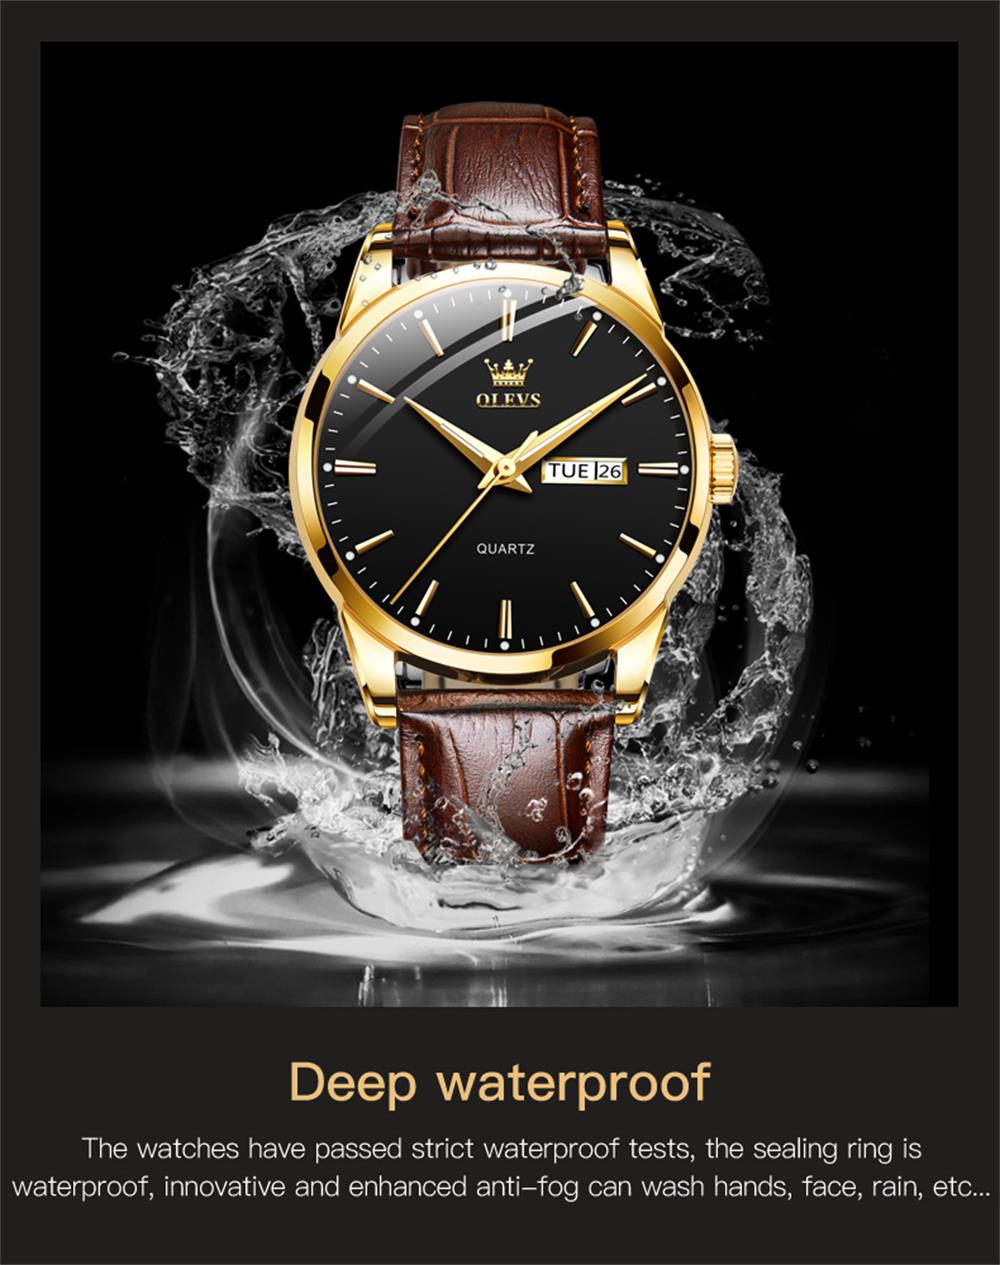 OLEVS
TUE 26
QUARTZ
Deep waterproof
The watches have passed strict waterproof tests, the sealing ring is
waterproof, innovative and enhanced anti-fog can wash hands, face, rain, etc...